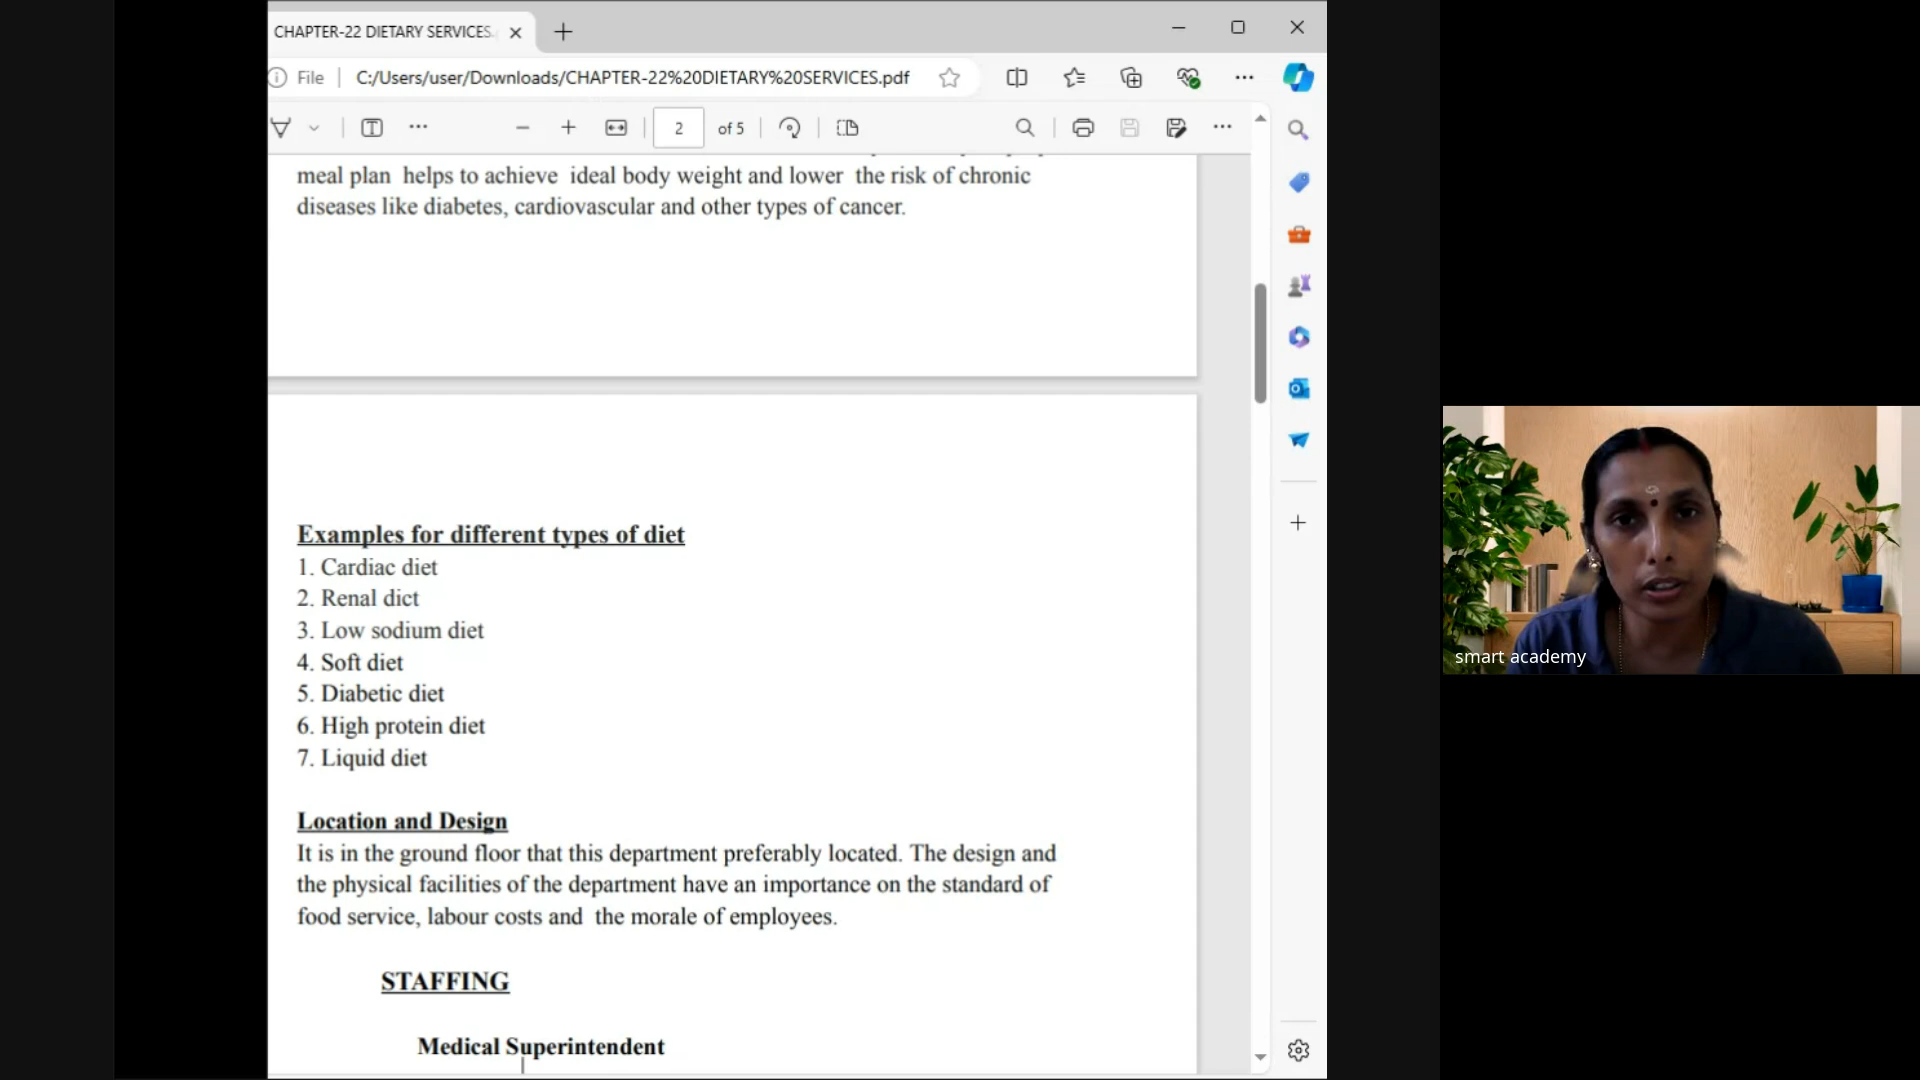 CHAPTER-22 DIETARY SERVICES.
File
C:/Users/user/Downloads/CHAPTER-22%20DIETARY%20SERVICES.pdf
2 of 5
meal plan helps to achieve ideal body weight and lower the risk of chronic
diseases like diabetes, cardiovascular and other types of cancer.
Examples for different types of diet
1. Cardiac diet
2. Renal dict
3. Low sodium diet
4. Soft diet
5. Diabetic diet
6. High protein diet
7. Liquid diet
Location and Design
It is in the ground floor that this department preferably located. The design and
the physical facilities of the department have an importance on the standard of
food service, labour costs and the morale of employees.
STAFFING
Medical Superintendent
smart academy